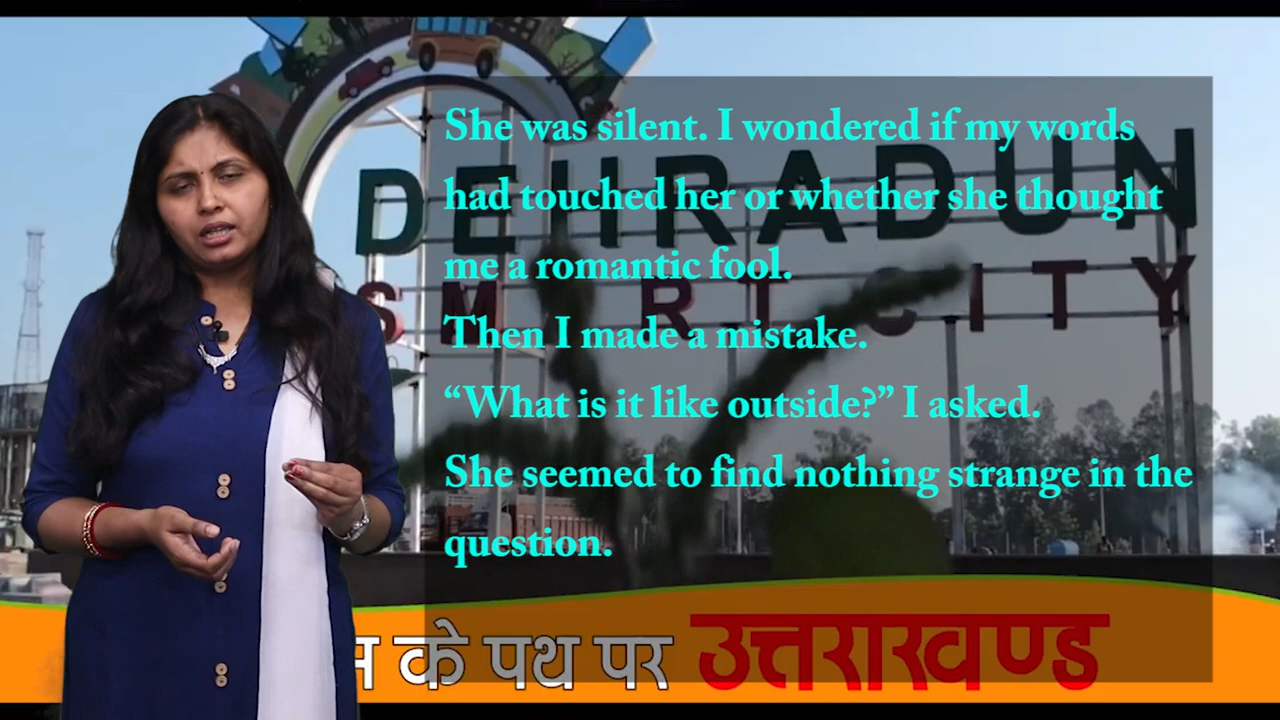 DEHRADUN
She was silent. I wondered if my words
had touched her or whether she thought
me a romantic fool.
Then I made a mistake.
“What is it like outside?” I asked.
She seemed to find nothing strange in the
question.
के पथ पर उत्तराखण्ड